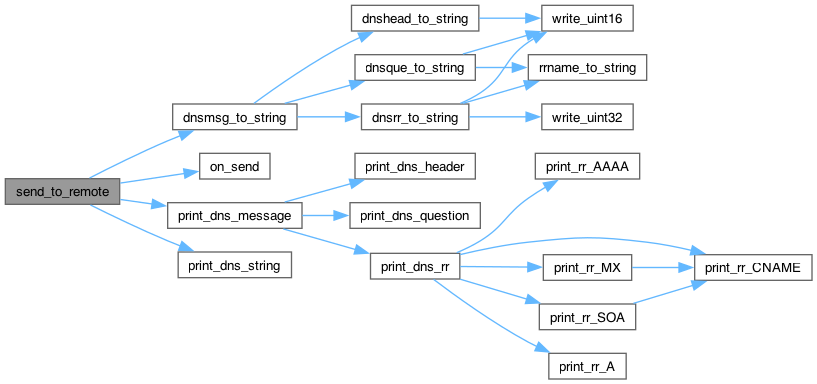 send_to_remote
dnsmsg_to_string
on_send
print_dns_message
print_dns_string
dnshead_to_string
dnsque_to_string
dnsrr_to_string
print_dns_header
print_dns_question
print_dns_rr
write_uint16
rrname_to_string
write_uint32
print_rr_AAAA
print_rr_MX
print_rr_SOA
print_rr_A
print_rr_CNAME